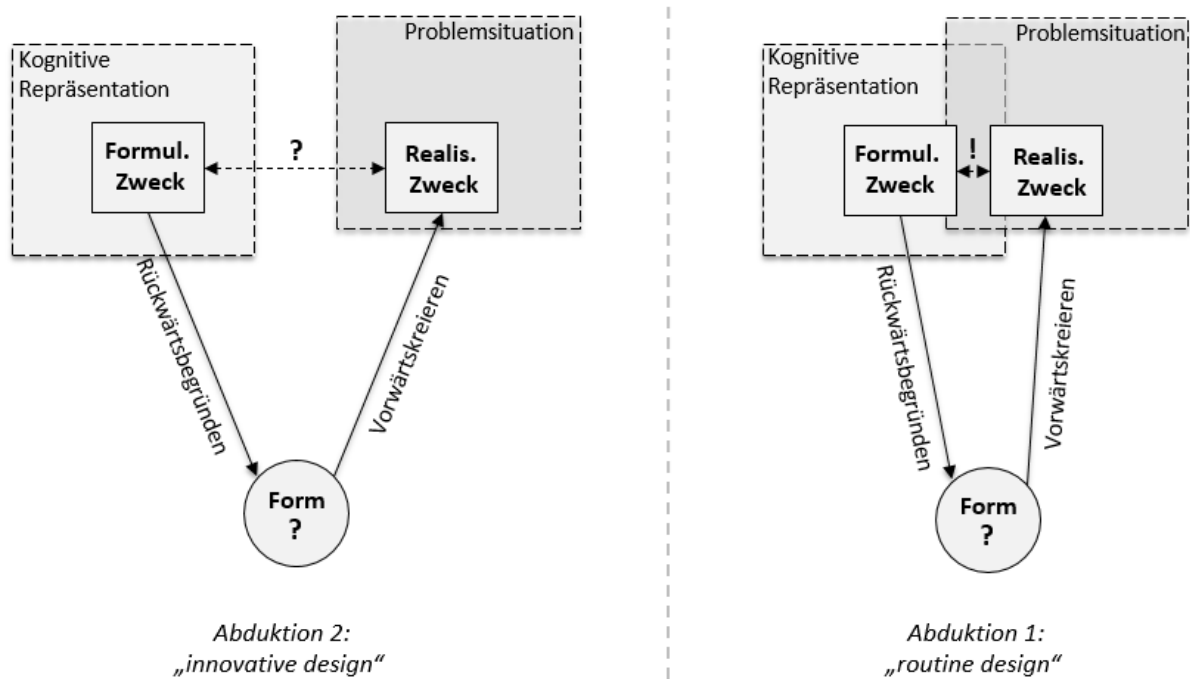 Kognitive
Repräsentation
Problemsituation
Formul.
Zweck
?
Realis.
Zweck
Rückwärtsbegründen
Vorwärtskreieren
Form
?
Abduktion 2:
„innovative design“
Kognitive
Repräsentation
Problemsituation
Formul.
Zweck
!
Realis.
Zweck
Rückwärtsbegründen
Vorwärtskreieren
Form
?
Abduktion 1:
„routine design“